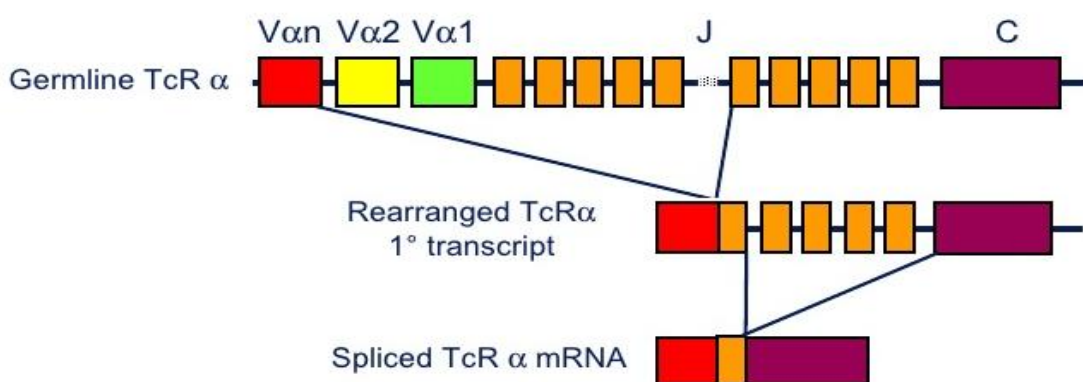 Vαn Vα2 Vα1 J C
Germline TcR α
Rearranged TcRα
1° transcript
Spliced TcR α mRNA